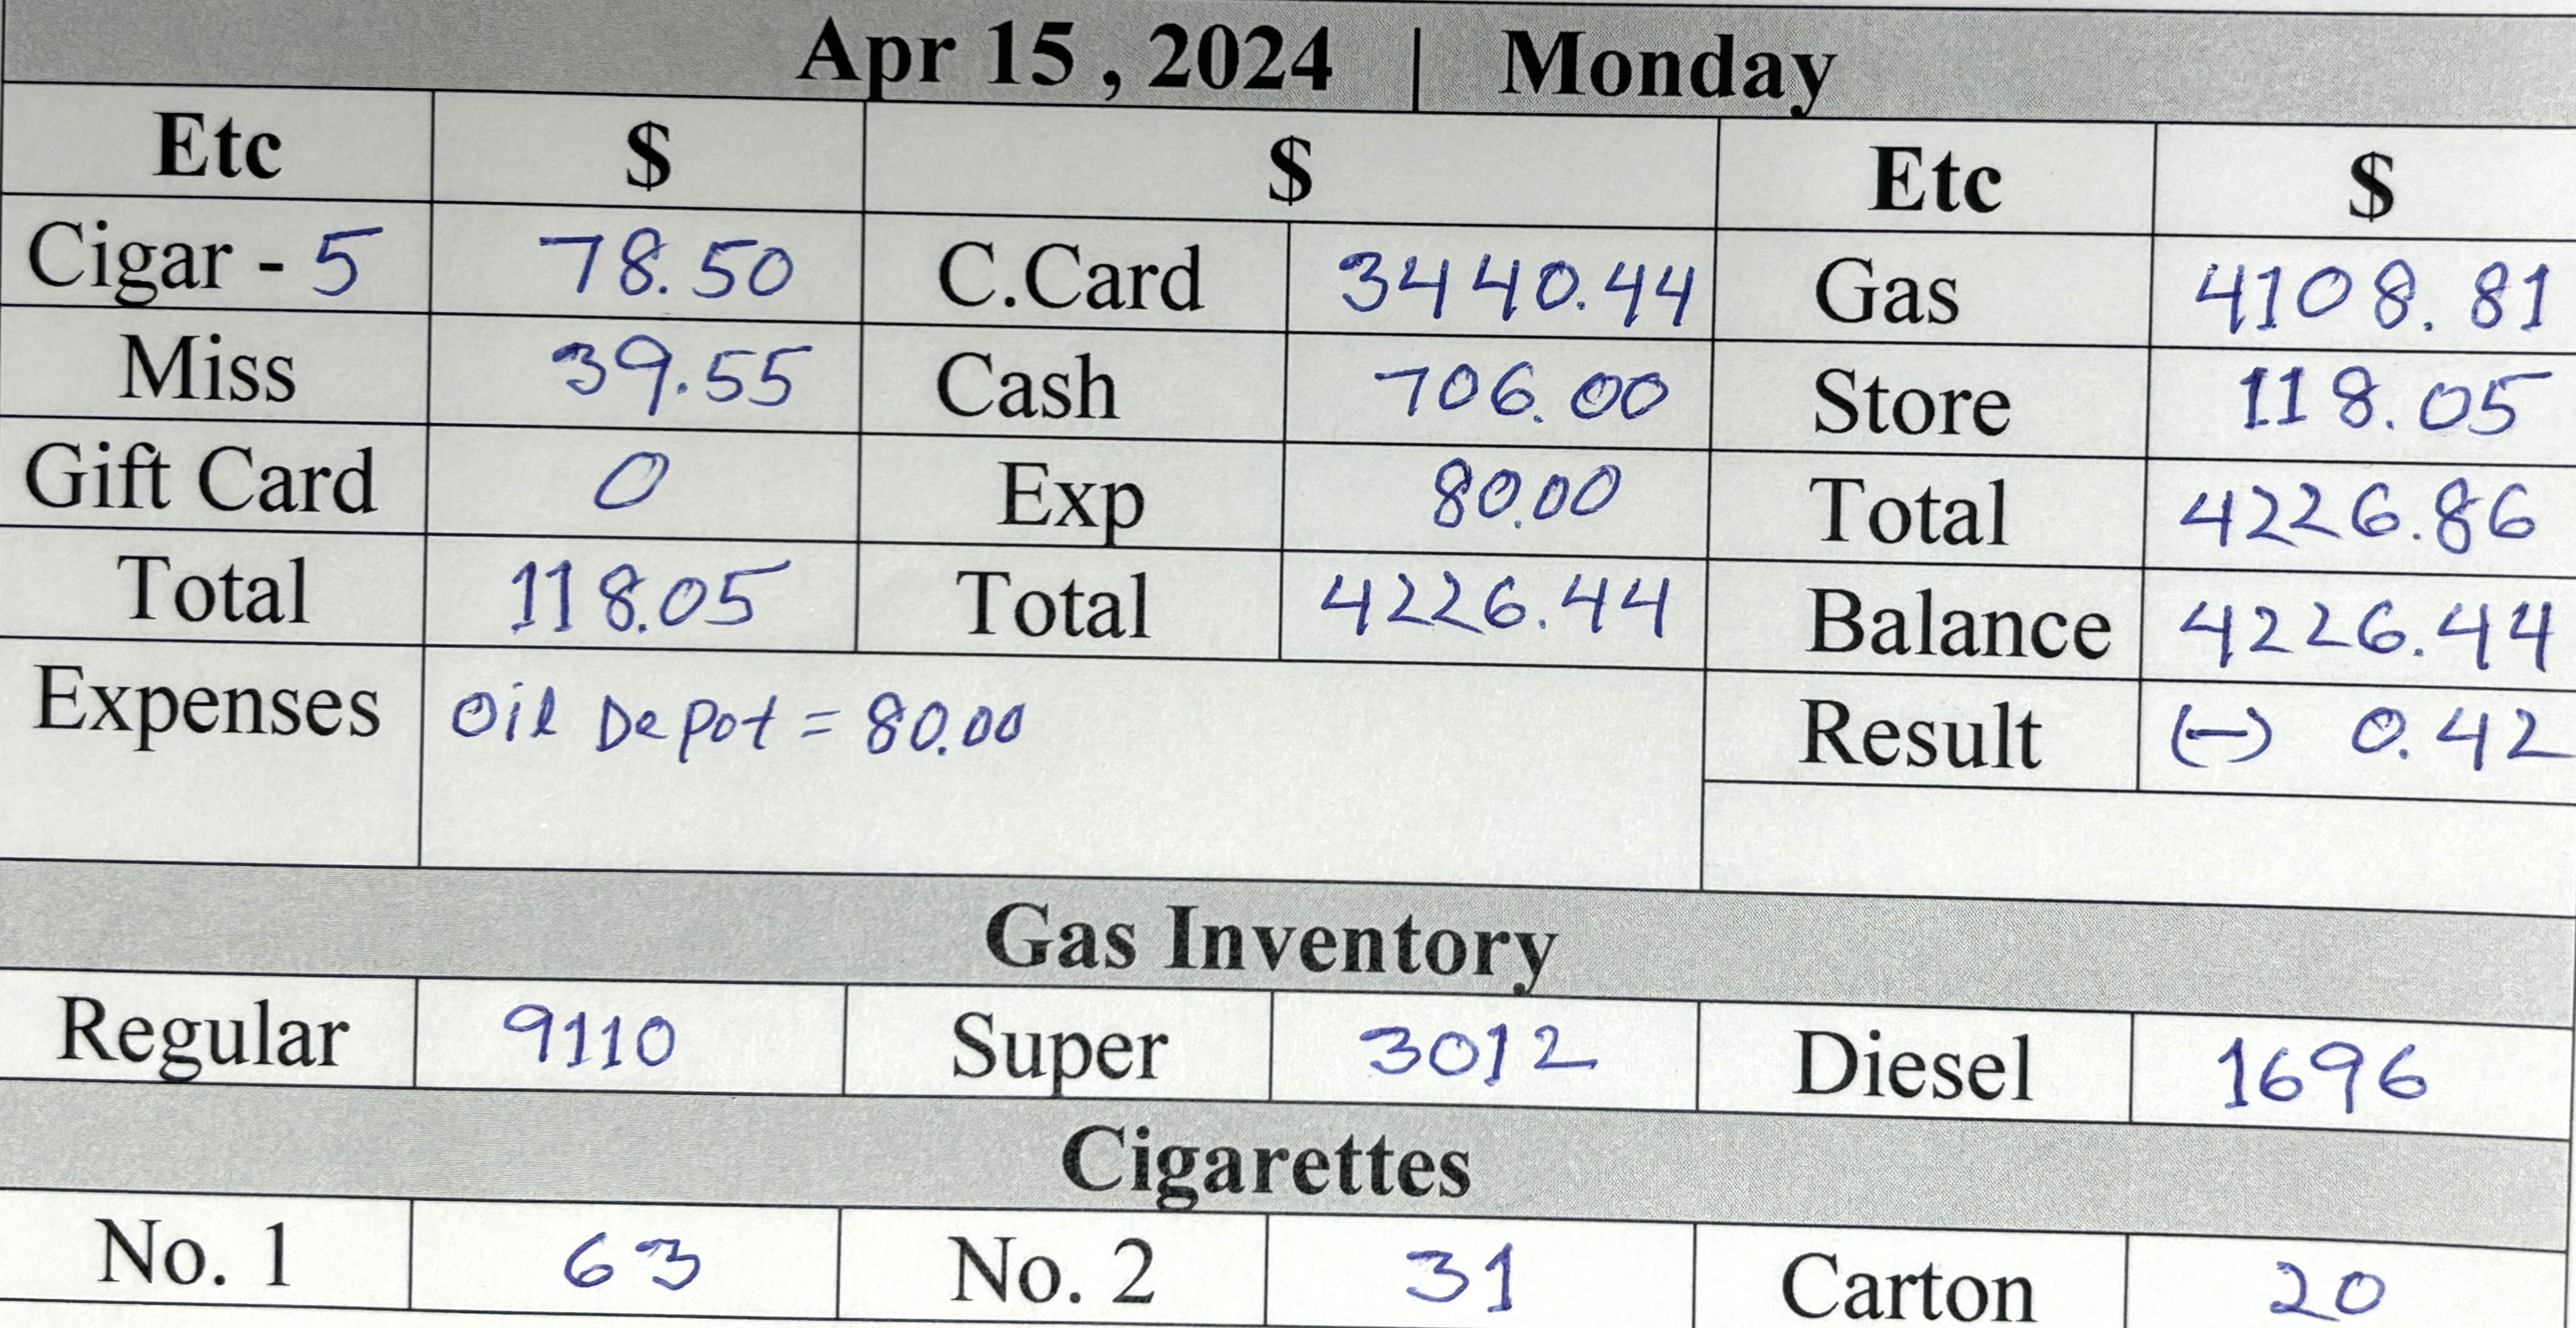 Apr 15 , 2024 | Monday
Etc $ $ Etc $
Cigar - 5 78.50 C.Card 3440.44 Gas 4108.81
Miss 39.55 Cash 706.00 Store 118.05
Gift Card 0 Exp 80.00 Total 4226.86
Total 118.05 Total 4226.44 Balance 4226.44
Expenses Oil Depot = 80.00 Result (-) 0.42
Gas Inventory
Regular 9110 Super 3012 Diesel 1696
Cigarettes
No. 1 63 No. 2 31 Carton 20